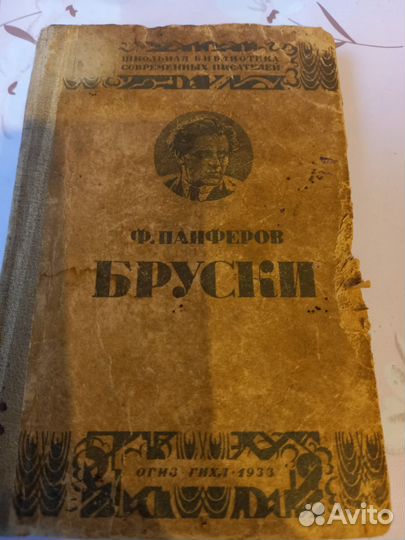 ШКОЛЬНАЯ БИБЛИОТЕКА
СОВРЕМЕННЫХ ПИСАТЕЛЕЙ
Ф. ПАНФЕРОВ
БРУСКИ
ОГИЗ ГИХЛ • 1933
Avito